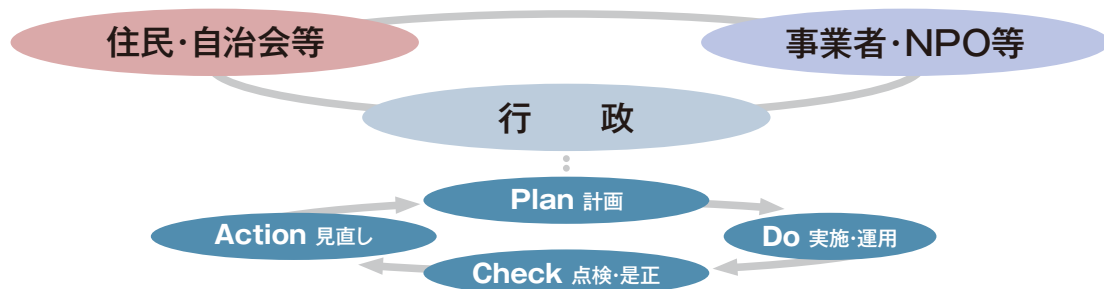 住民·自治会等
事業者·NPO等
行　政
Plan 計画
Action 見直し
Do 実施·運用
Check 点検·是正